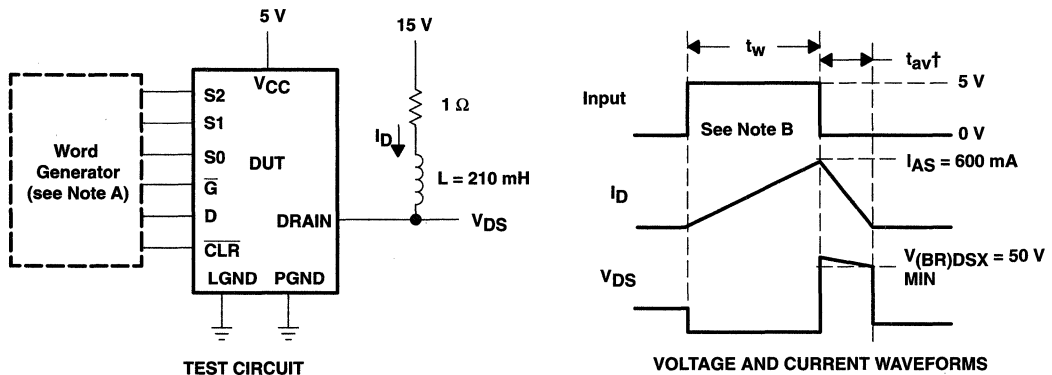 5 V
15 V
VCC
S2
S1
S0
G
D
CLR
Word
Generator
(see Note A)
DUT
DRAIN
LGND
PGND
1 Ω
ID
L = 210 mH
VDS
TEST CIRCUIT
tw
tav†
Input
5 V
See Note B
0 V
IAS = 600 mA
ID
V(BR)DSX = 50 V
MIN
VDS
VOLTAGE AND CURRENT WAVEFORMS